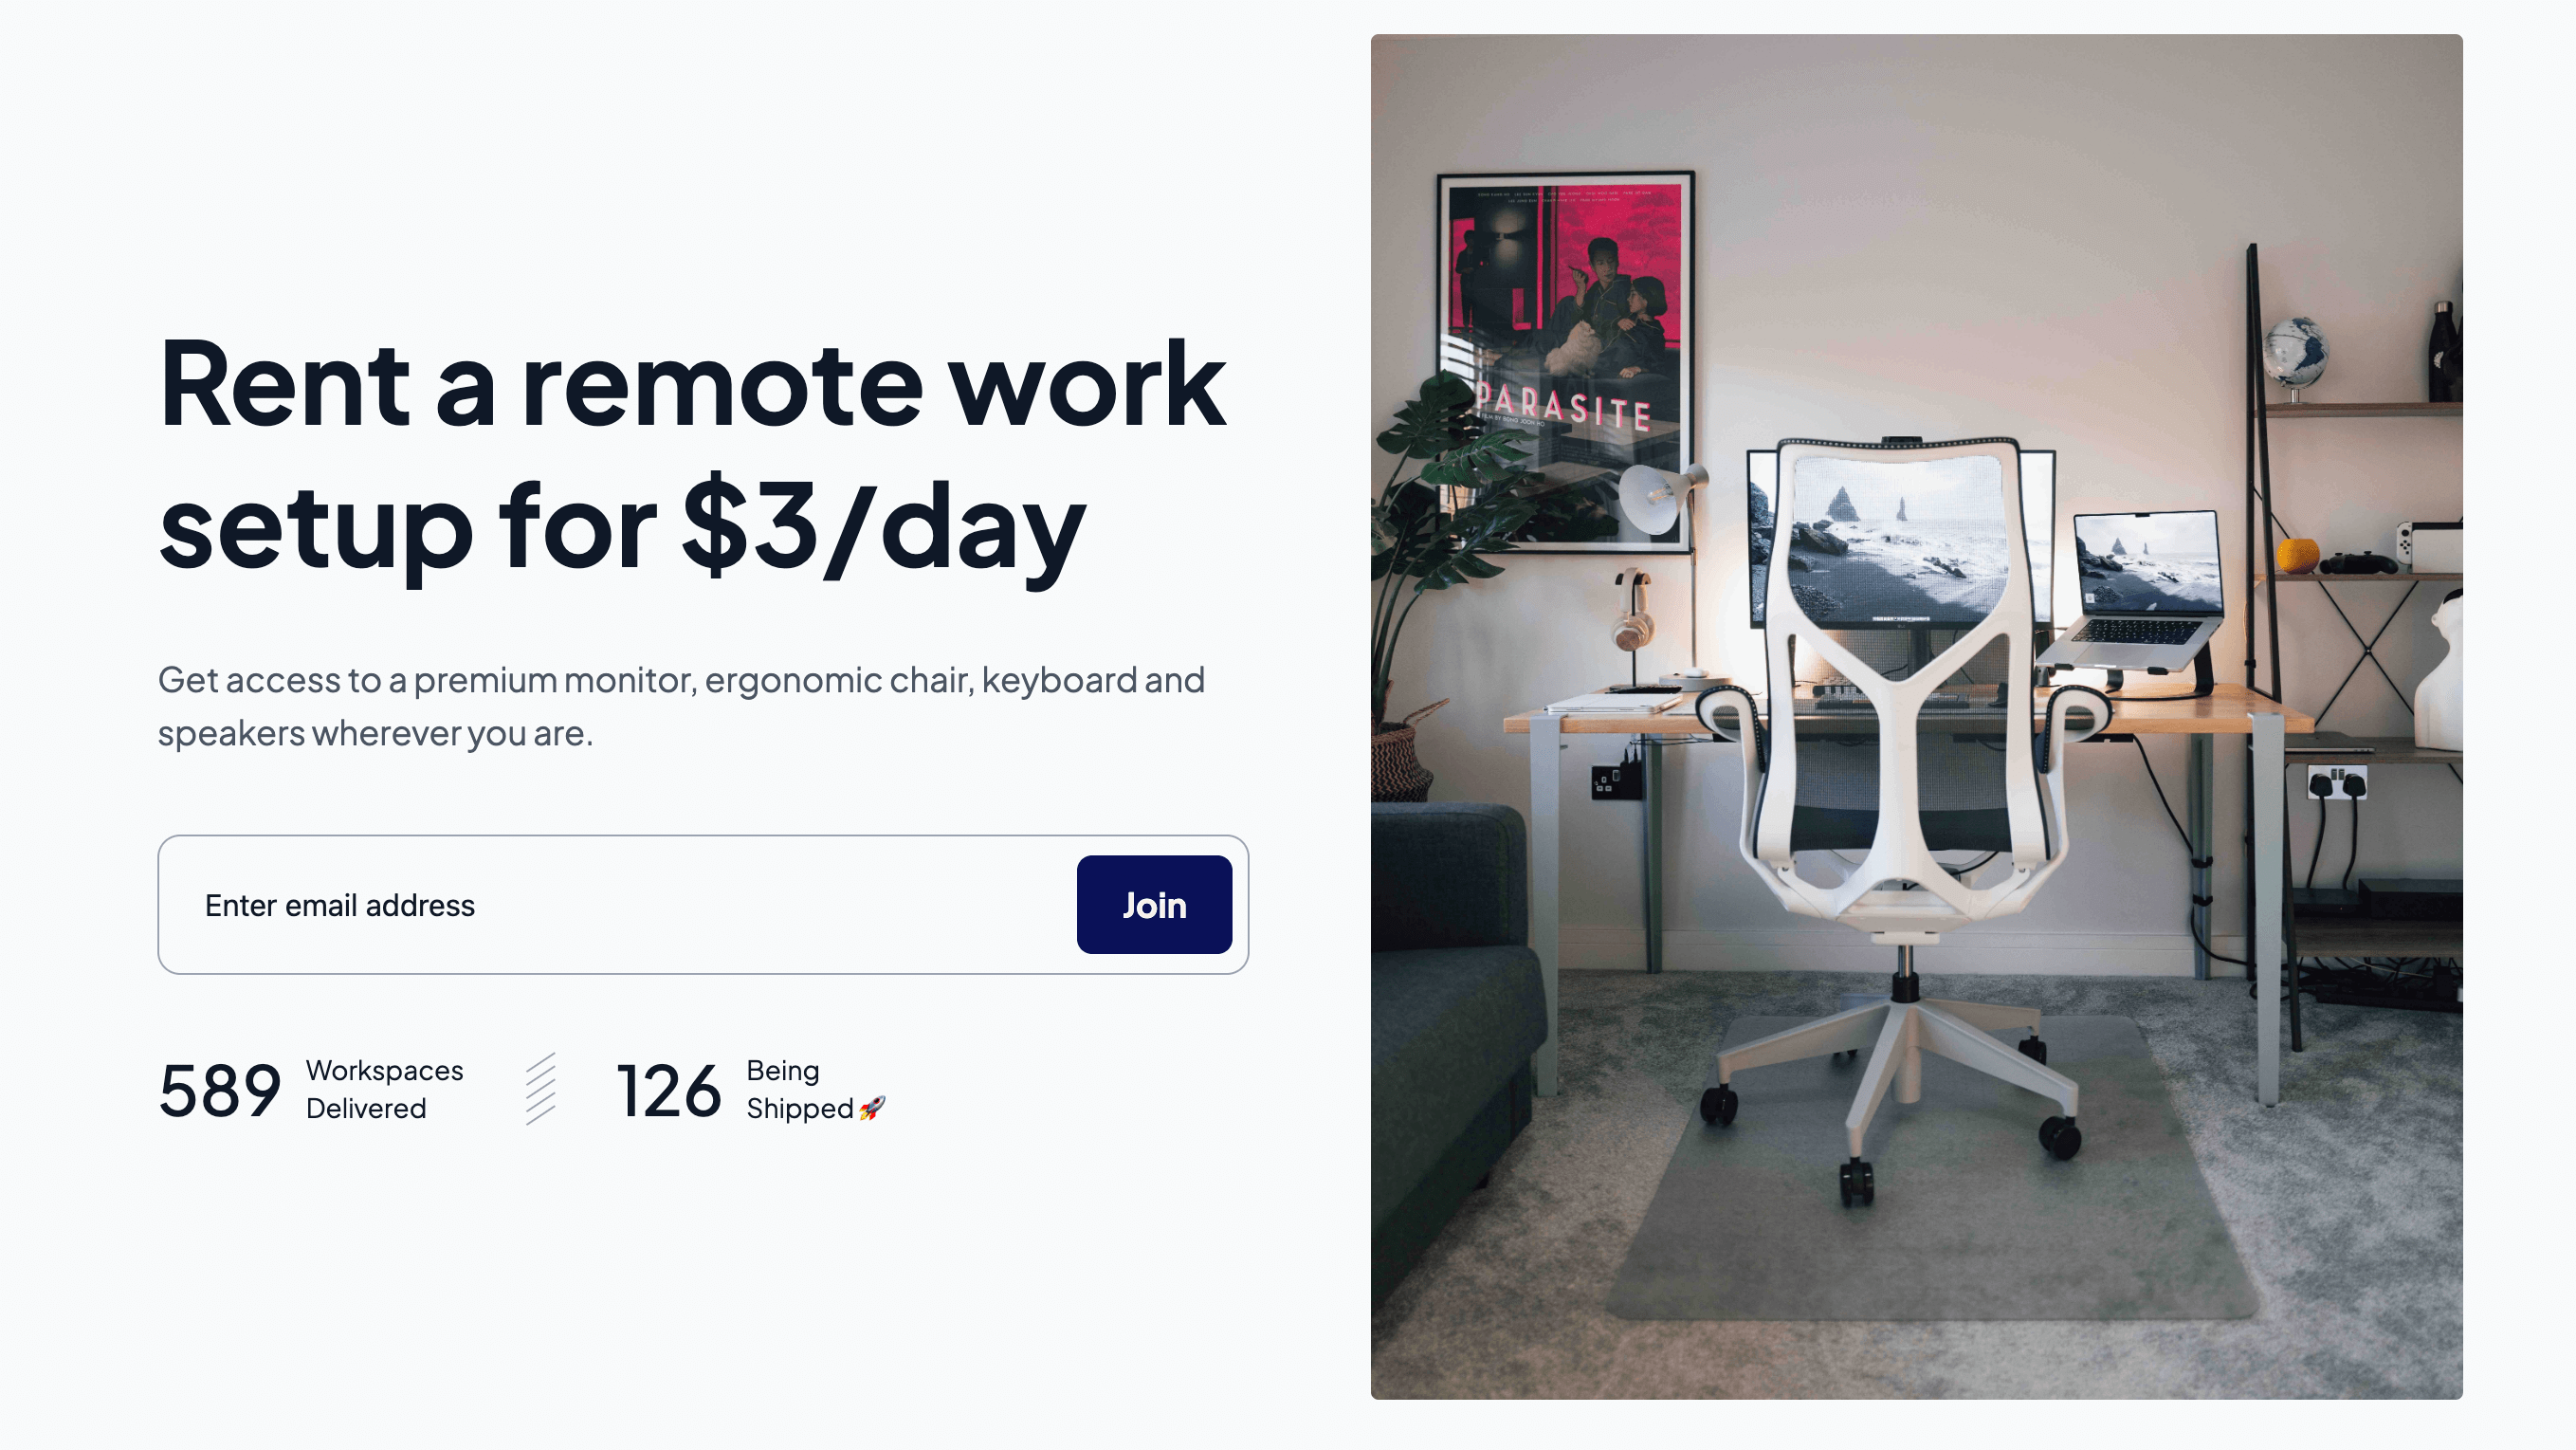 Rent a remote work
setup for $3/day
Get access to a premium monitor, ergonomic chair, keyboard and
speakers wherever you are.
Enter email address
Join
589
Workspaces
Delivered
126
Being
Shipped 🚀
PARASITE